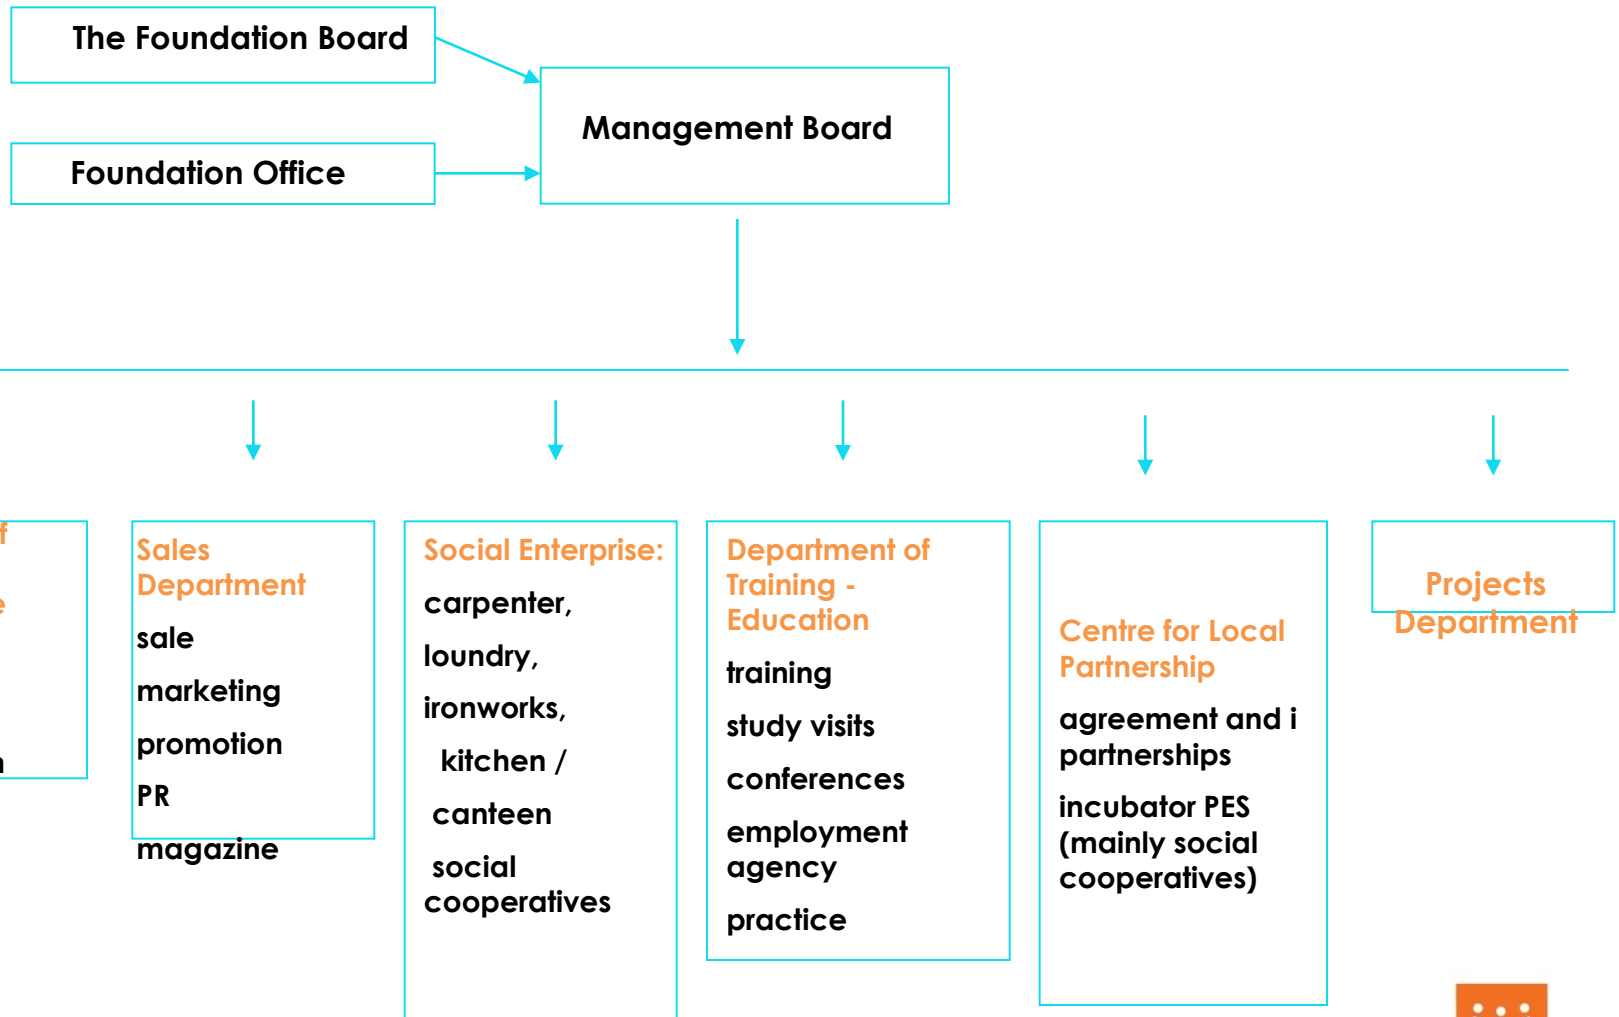 The Foundation Board
Management Board
Foundation Office
Sales
Department
sale
marketing
promotion
PR
magazine
Social Enterprise:
carpenter,
loundry,
ironworks,
kitchen /
canteen
social
cooperatives
Department of
Training -
Education
training
study visits
conferences
employment
agency
practice
Centre for Local
Partnership
agreement and i
partnerships
incubator PES
(mainly social
cooperatives)
Projects
Department